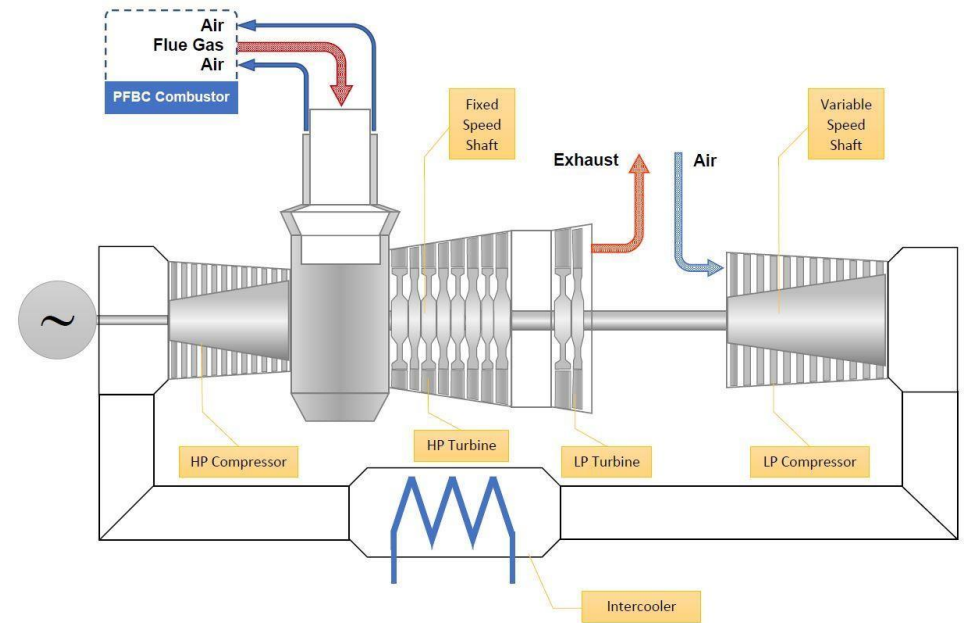 Air
Flue Gas
Air
PFBC Combustor
Fixed
Speed
Shaft
Variable
Speed
Shaft
Exhaust
Air
~
HP Compressor
HP Turbine
LP Turbine
LP Compressor
Intercooler